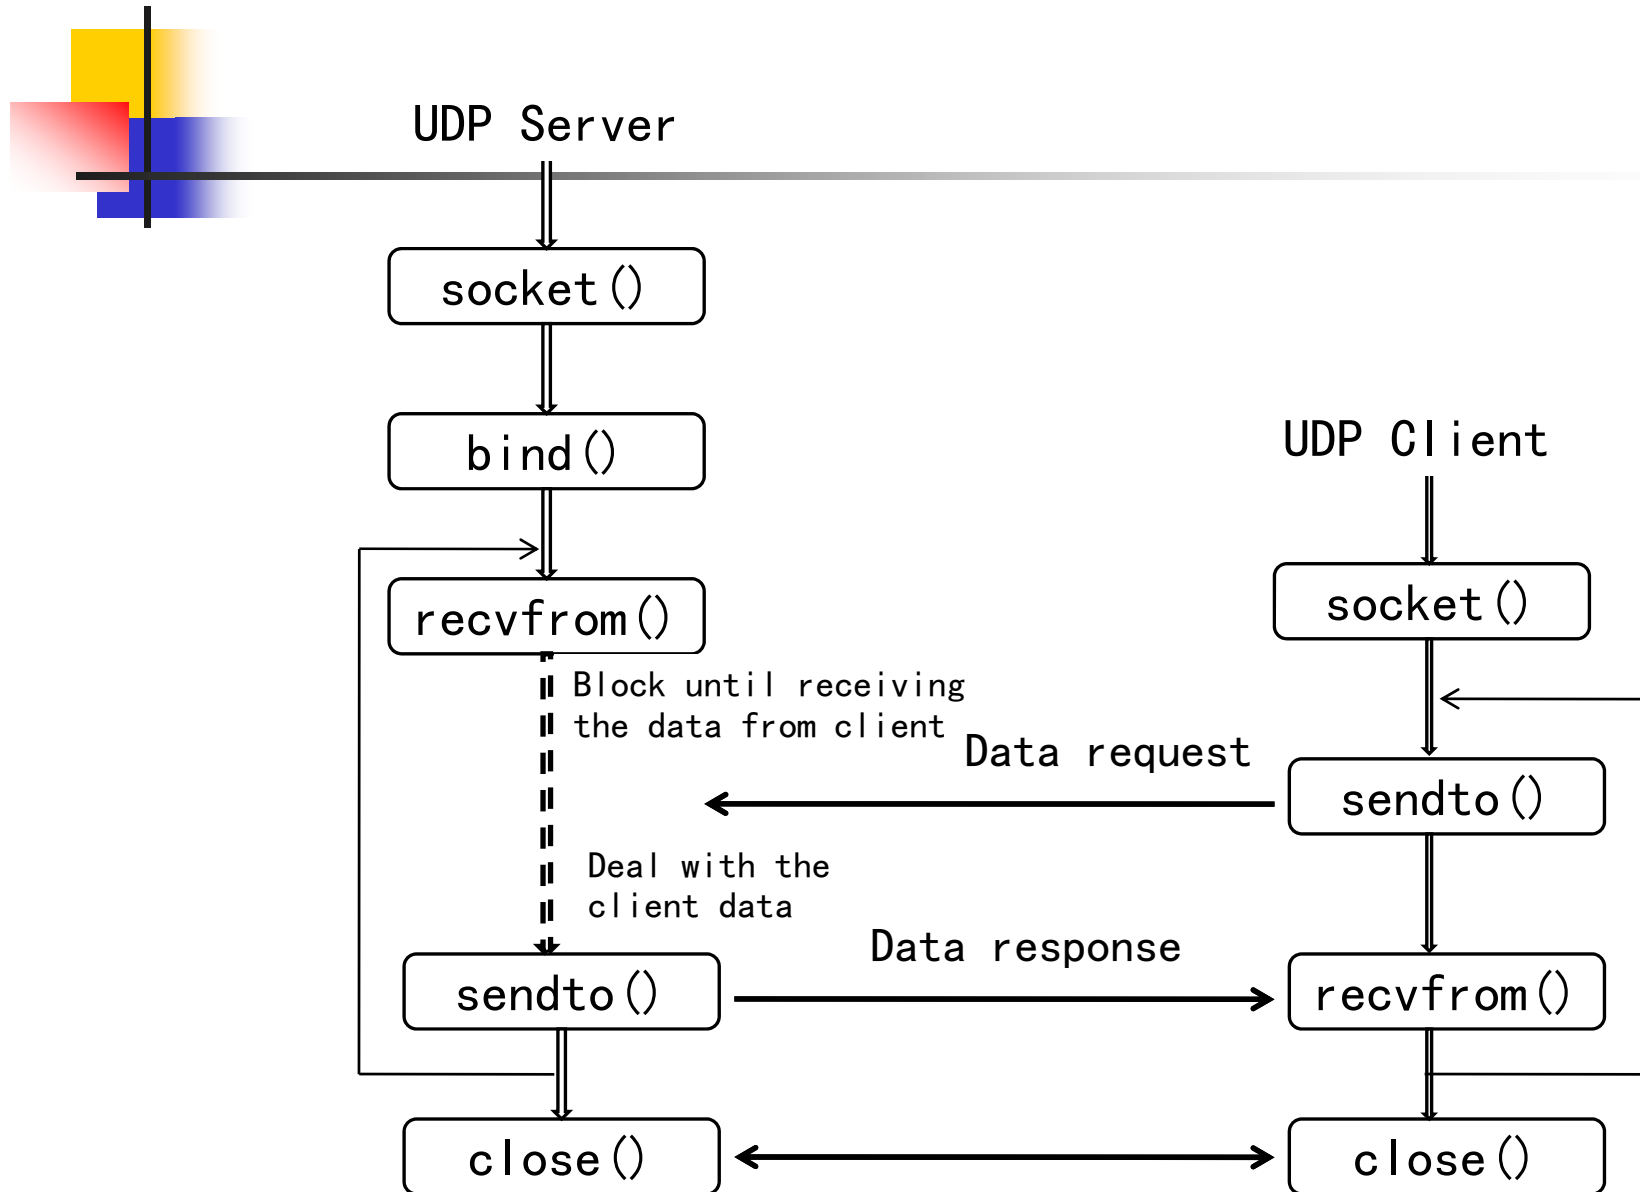 UDP Server
socket()
bind()
recvfrom()
Block until receiving
the data from client
Deal with the
client data
sendto()
close()
Data request
Data response
UDP Client
socket()
sendto()
recvfrom()
close()